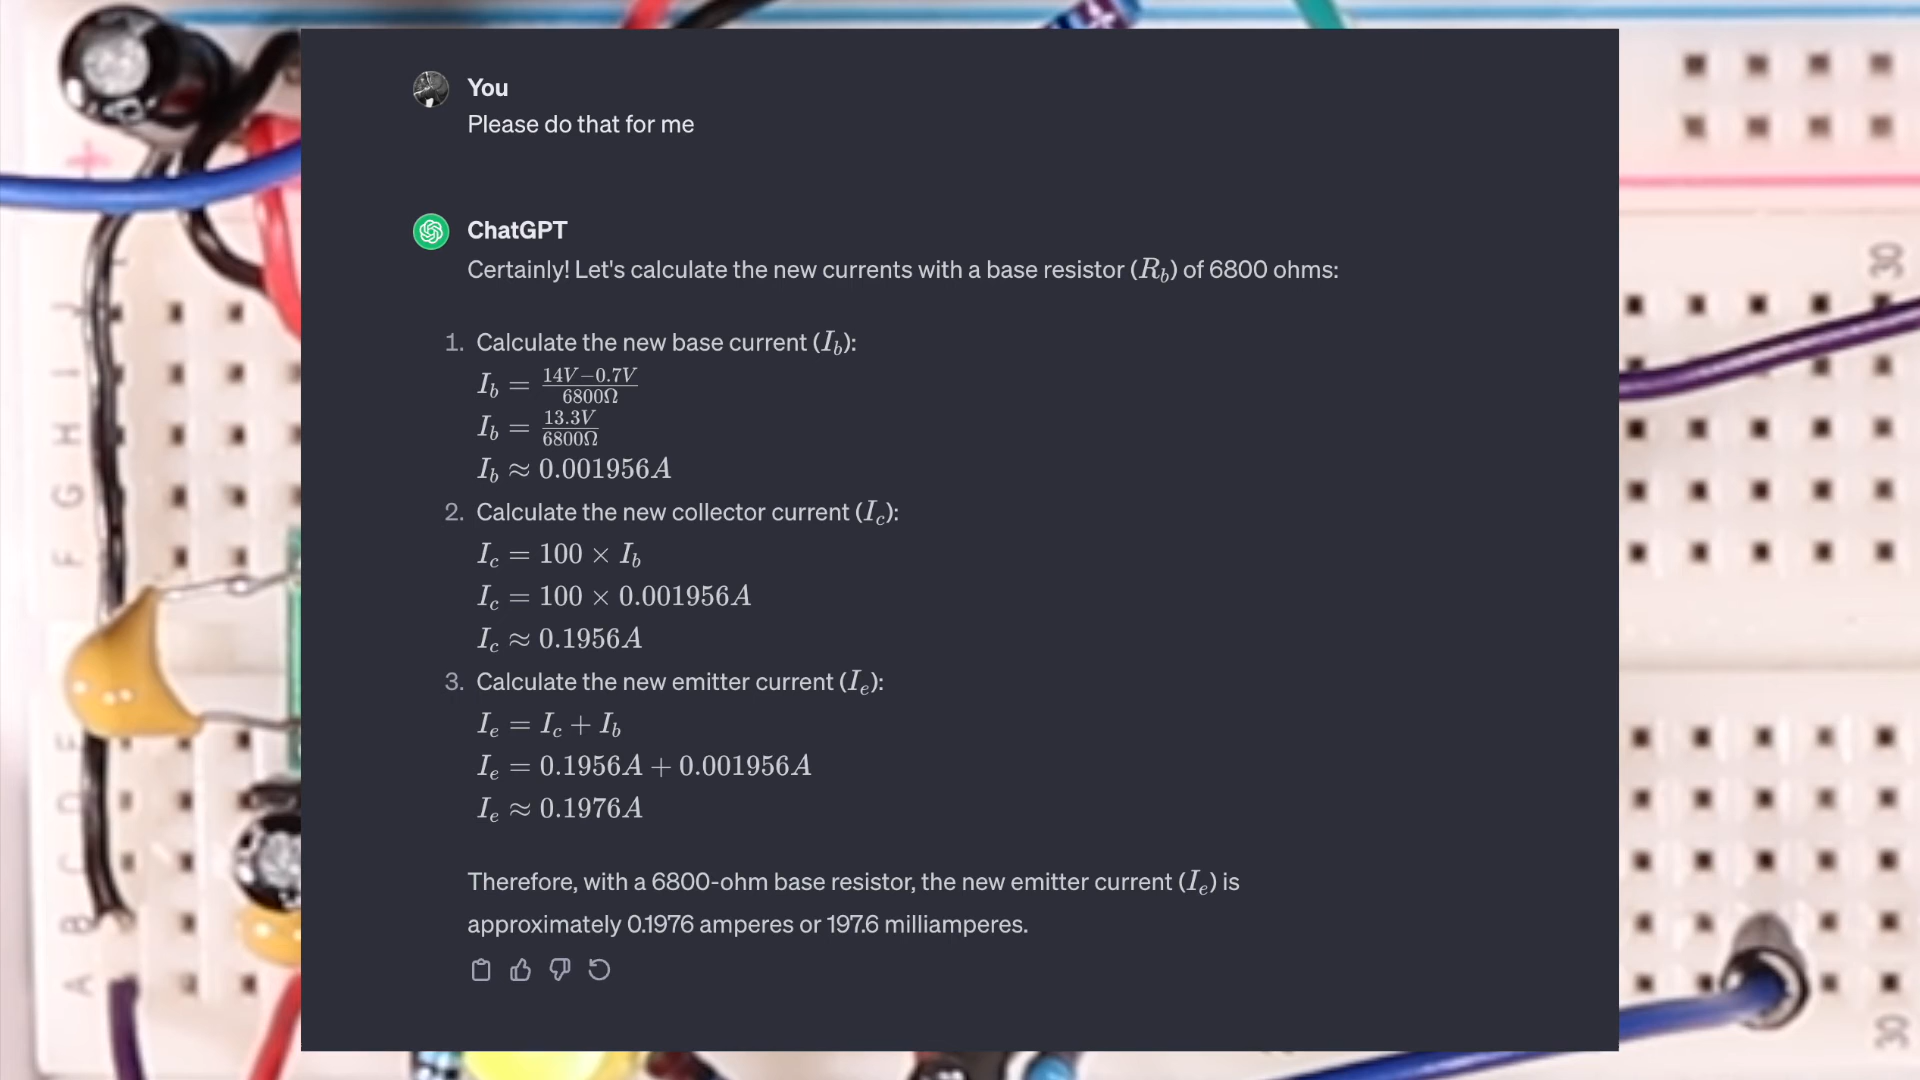 You
Please do that for me
ChatGPT
Certainly! Let's calculate the new currents with a base resistor (R_b) of 6800 ohms:
1. Calculate the new base current (I_b):
I_b = \frac{14V-0.7V}{6800Ω}
I_b = \frac{13.3V}{6800Ω}
I_b ≈ 0.001956A
2. Calculate the new collector current (I_c):
I_c = 100 × I_b
I_c = 100 × 0.001956A
I_c ≈ 0.1956A
3. Calculate the new emitter current (I_e):
I_e = I_c + I_b
I_e = 0.1956A + 0.001956A
I_e ≈ 0.1976A
Therefore, with a 6800-ohm base resistor, the new emitter current (I_e) is
approximately 0.1976 amperes or 197.6 milliamperes.
+
J
I
H
G
F
E
D
C
B
A
30
30